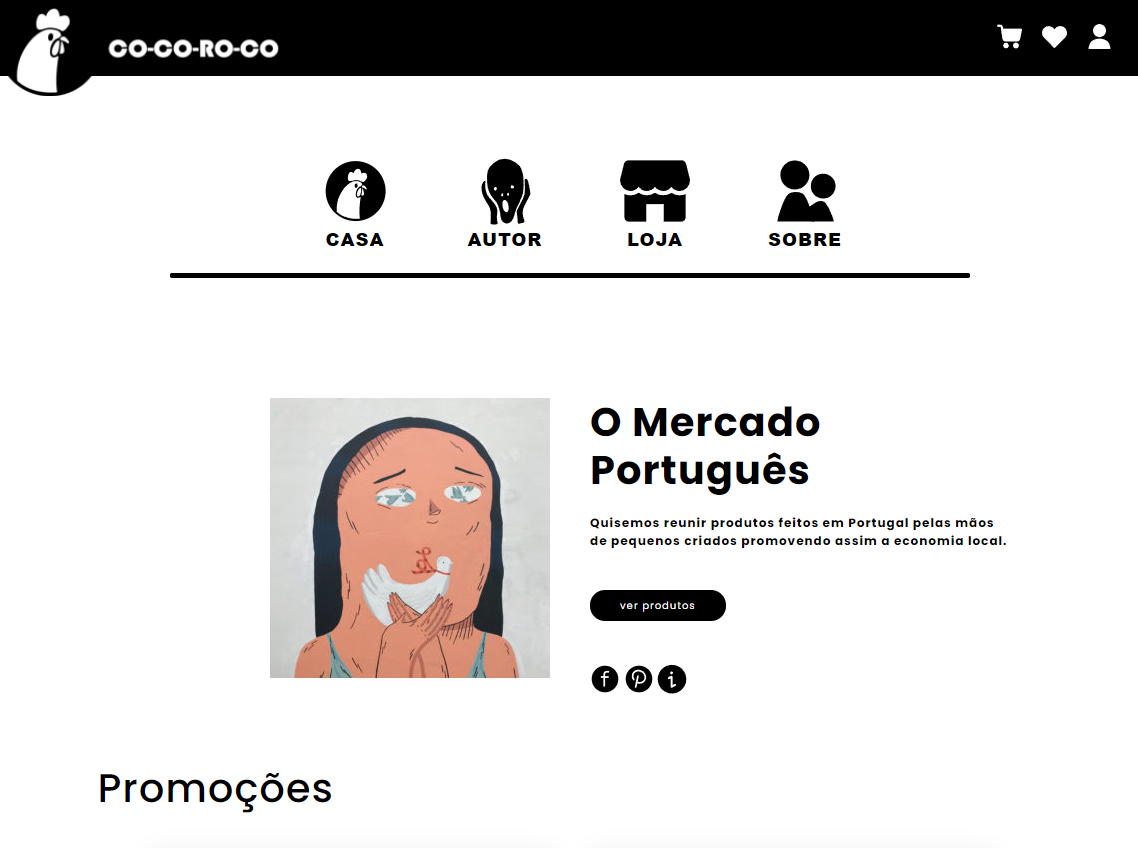 CO-CO-RO-CO
CASA
AUTOR
LOJA
SOBRE
O Mercado
Português
Quisemos reunir produtos feitos em Portugal pelas mãos
de pequenos criados promovendo assim a economia local.
ver produtos
Promoções